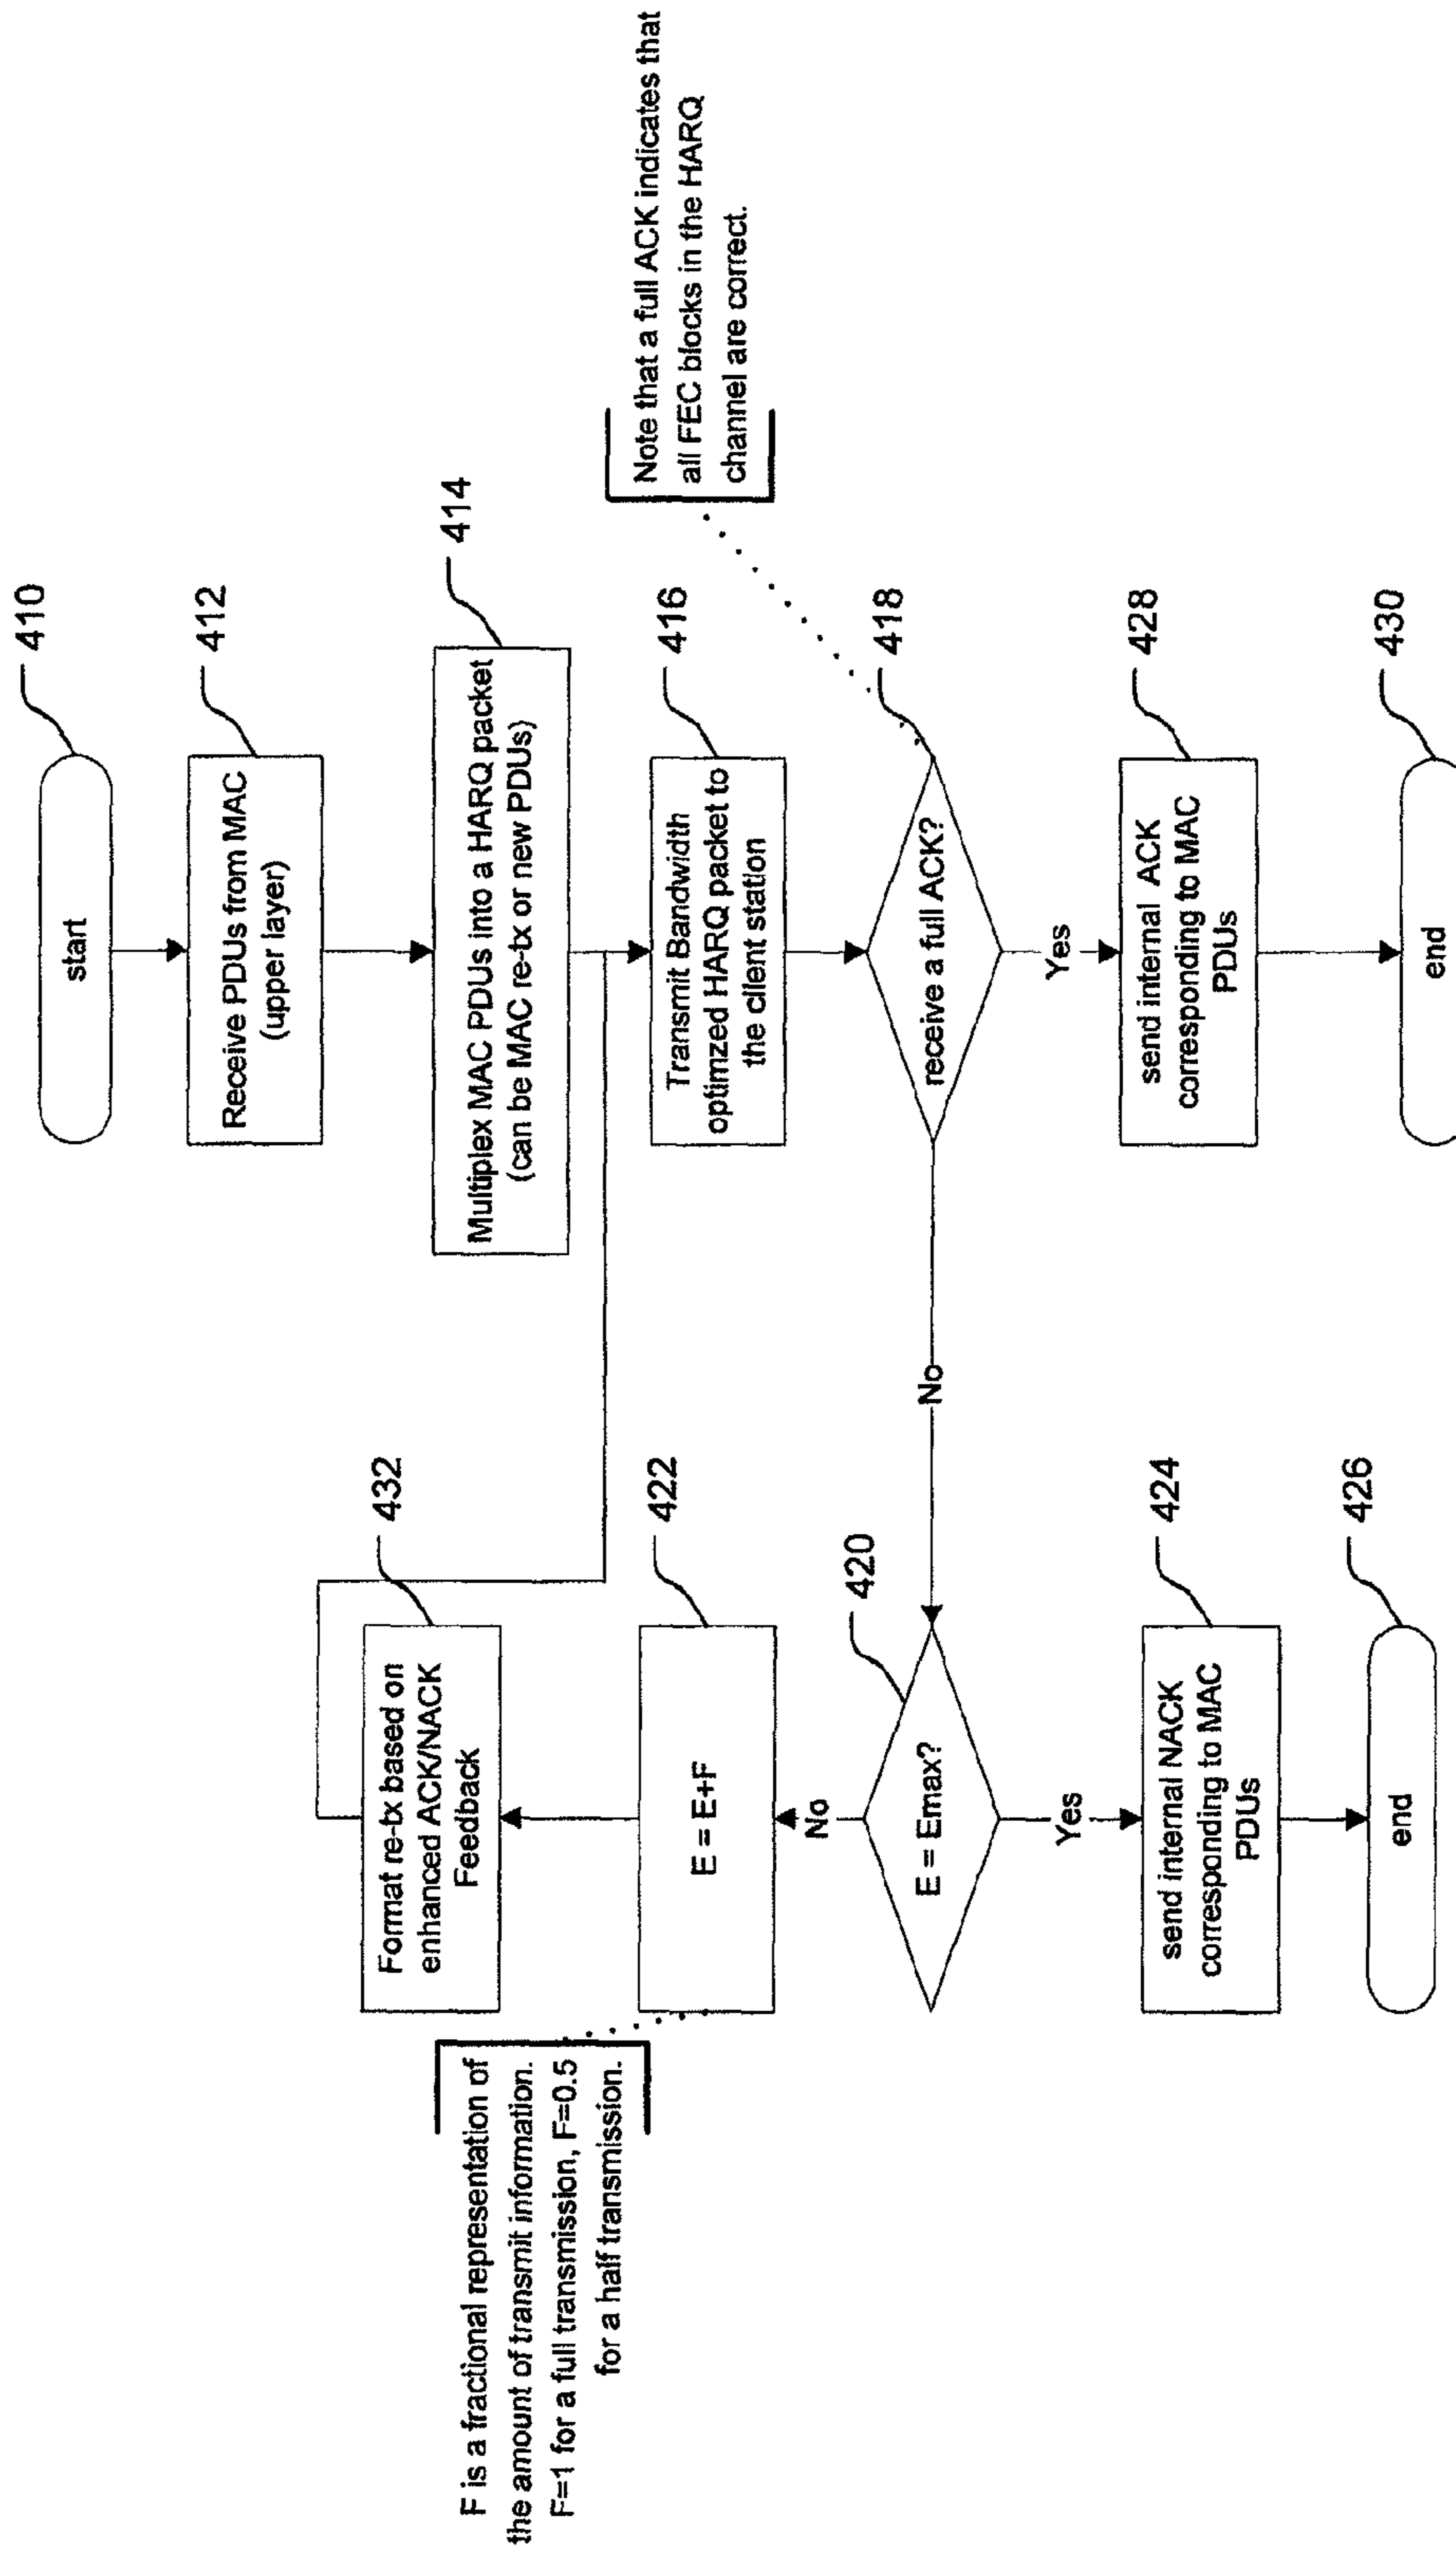 start
410
Receive PDUs from MAC
(upper layer)
412
Multiplex MAC PDUs into a HARQ packet
(can be MAC re-tx or new PDUs)
414
Transmit Bandwidth
optimzed HARQ packet to
the client station
416
receive a full ACK?
418
Note that a full ACK indicates that
all FEC blocks in the HARQ
channel are correct.
Yes
send internal ACK
corresponding to MAC
PDUs
428
end
430
No
E = Emax?
420
No
E = E+F
422
F is a fractional representation of
the amount of transmit information.
F=1 for a full transmission, F=0.5
for a half transmission.
Format re-tx based on
enhanced ACK/NACK
Feedback
432
Yes
send internal NACK
corresponding to MAC
PDUs
424
end
426